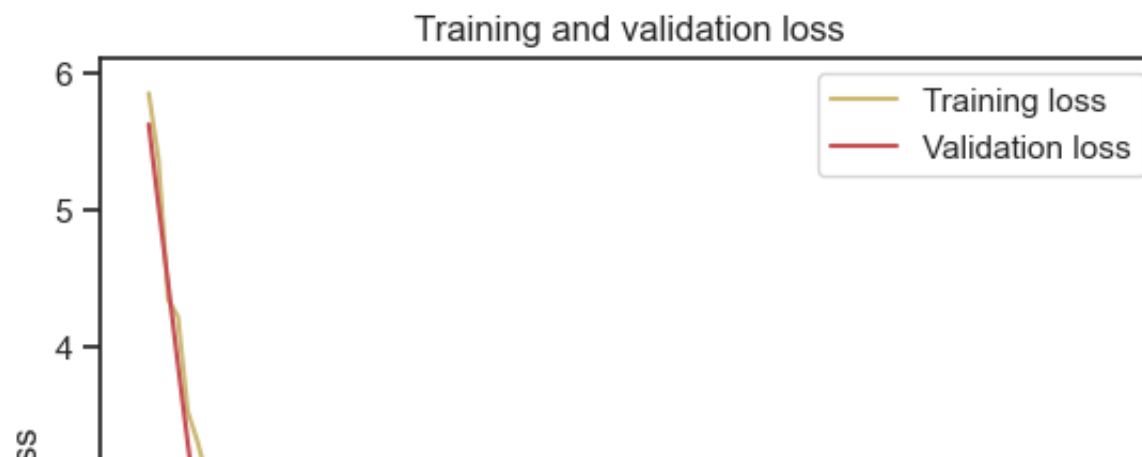 Training and validation loss
6
Training loss
Validation loss
5
4